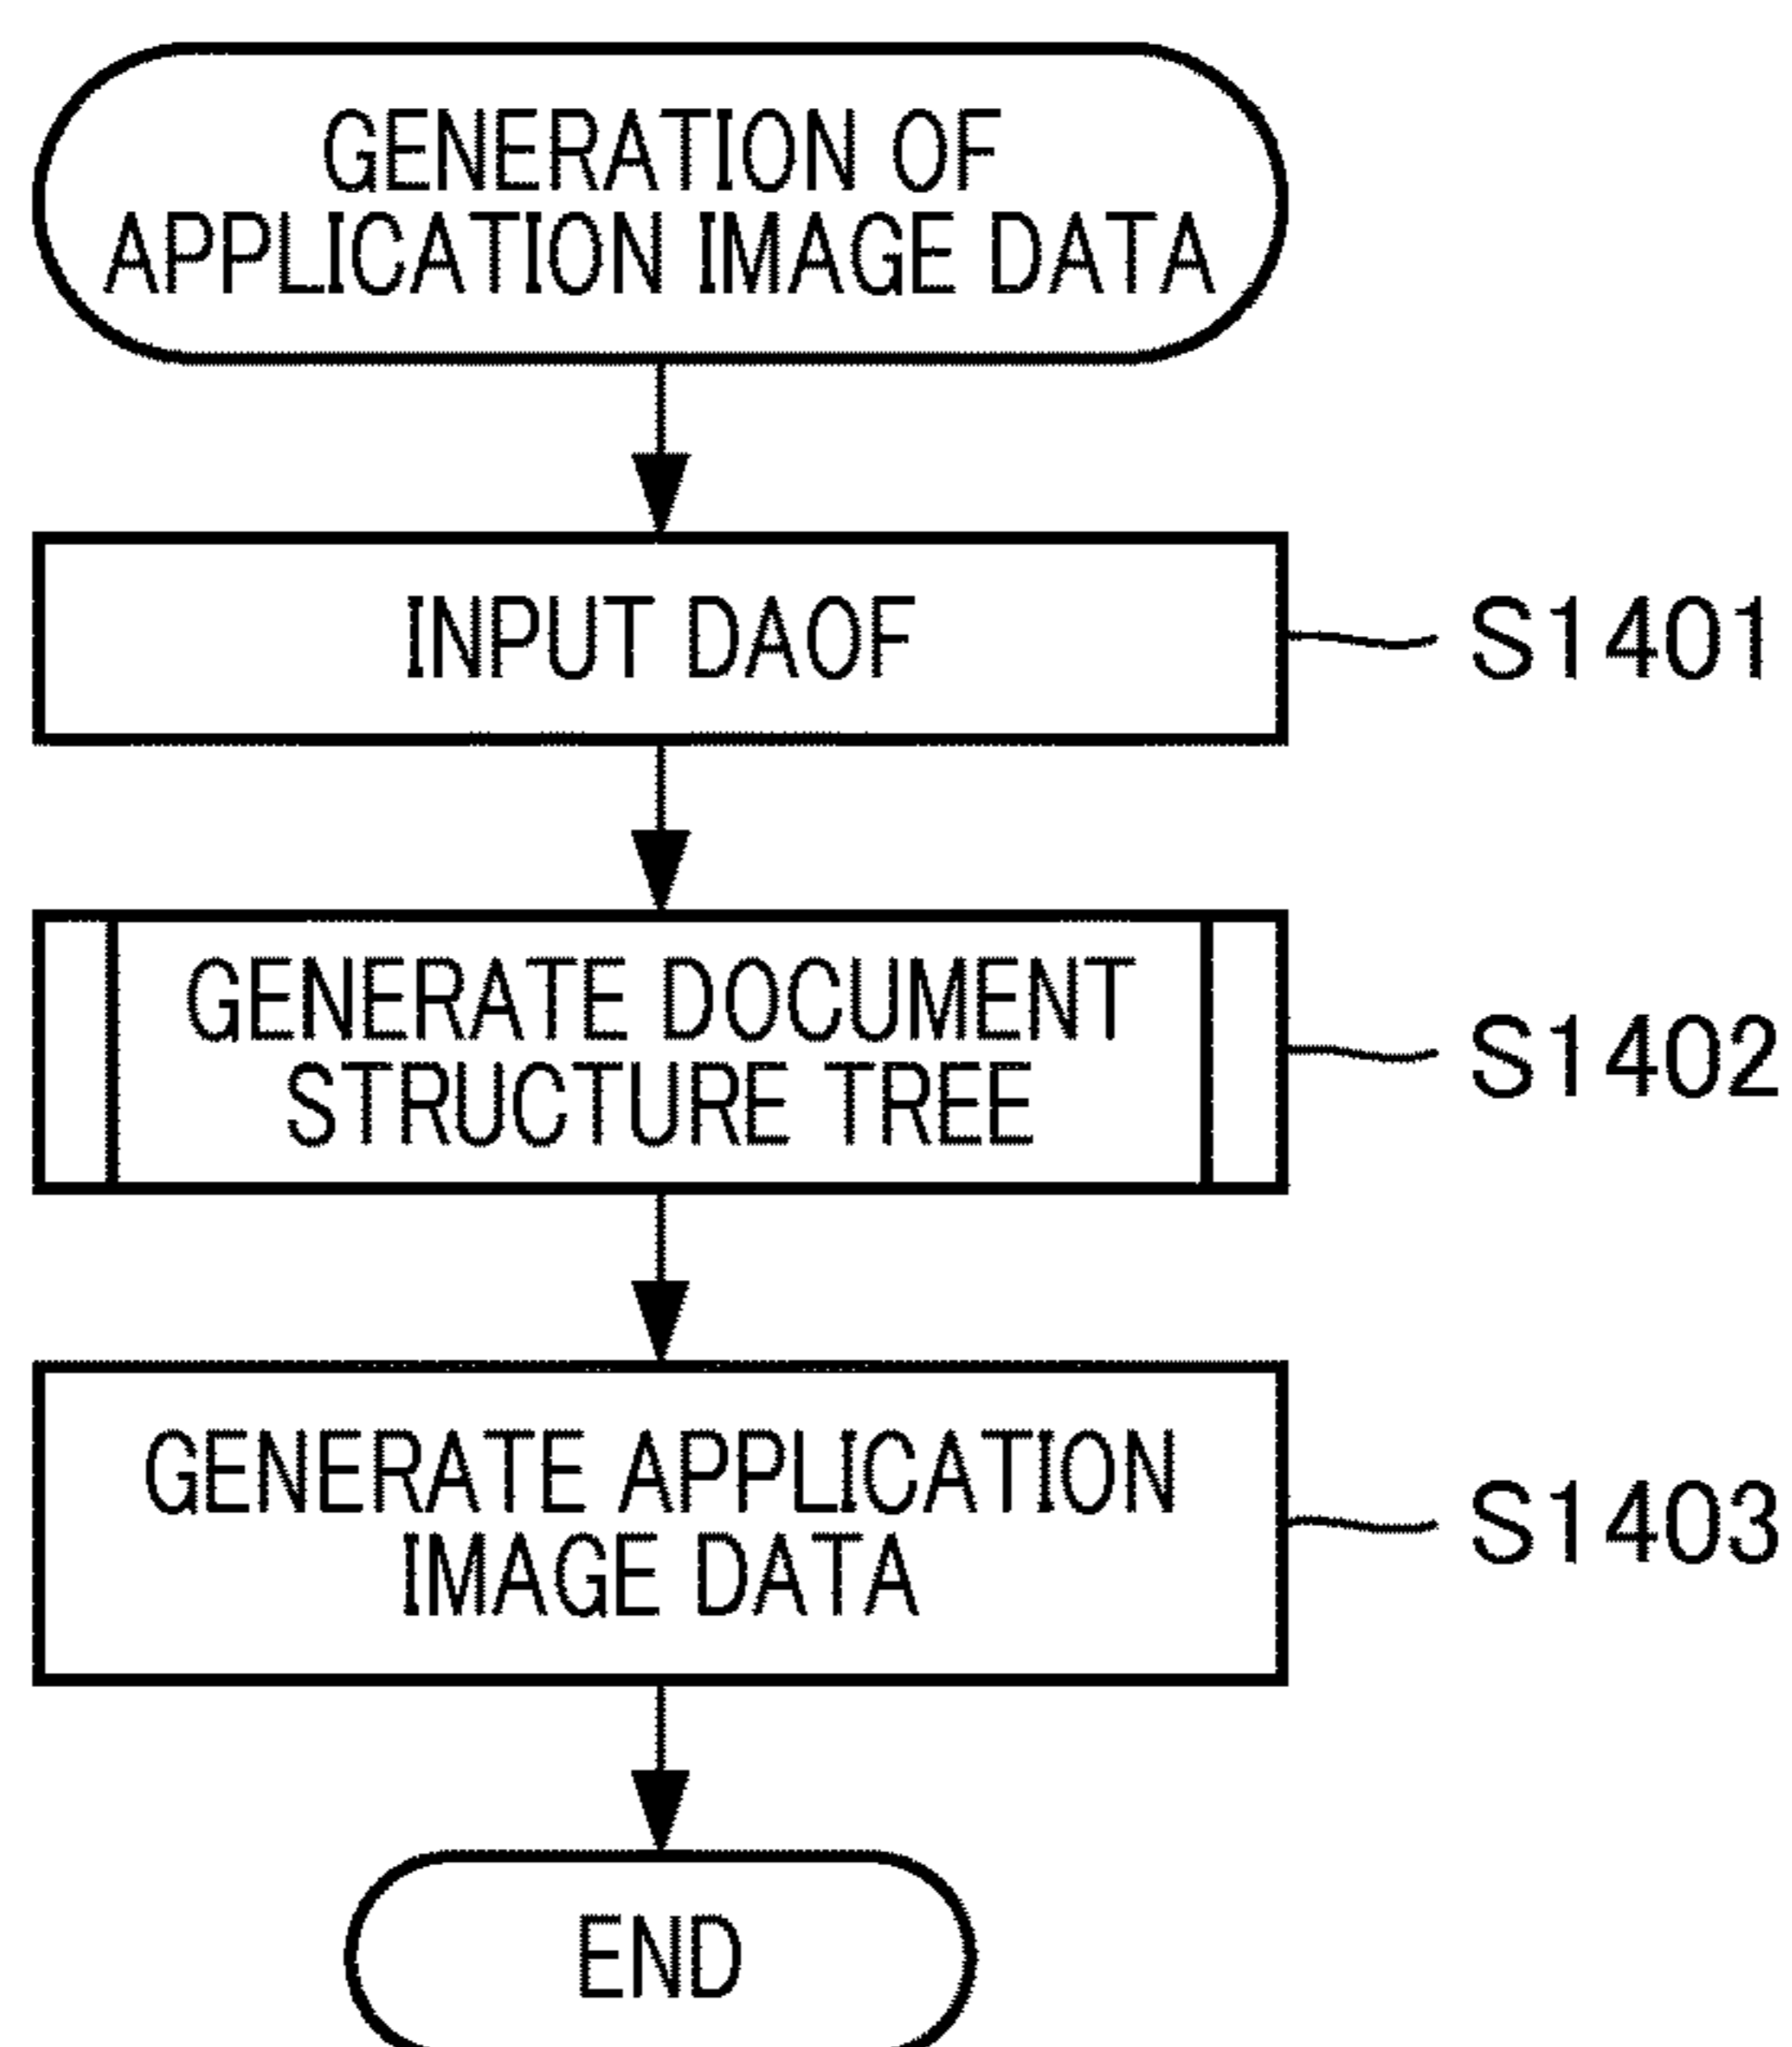 GENERATION OF
APPLICATION IMAGE DATA
INPUT DAOF
S1401
GENERATE DOCUMENT
STRUCTURE TREE
S1402
GENERATE APPLICATION
IMAGE DATA
S1403
END